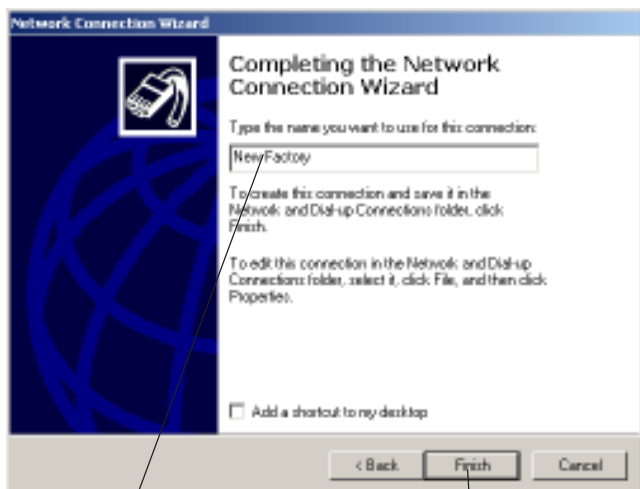 Network Connection Wizard
Completing the Network
Connection Wizard
Type the name you want to use for this connection:
New Factory
To create this connection and save it in the
Network and Dial-up Connections folder, click
Finish.
To edit this connection in the Network and Dial-up
Connections folder, select it, click File, and then click
Properties.
Add a shortcut to my desktop
< Back Finish Cancel